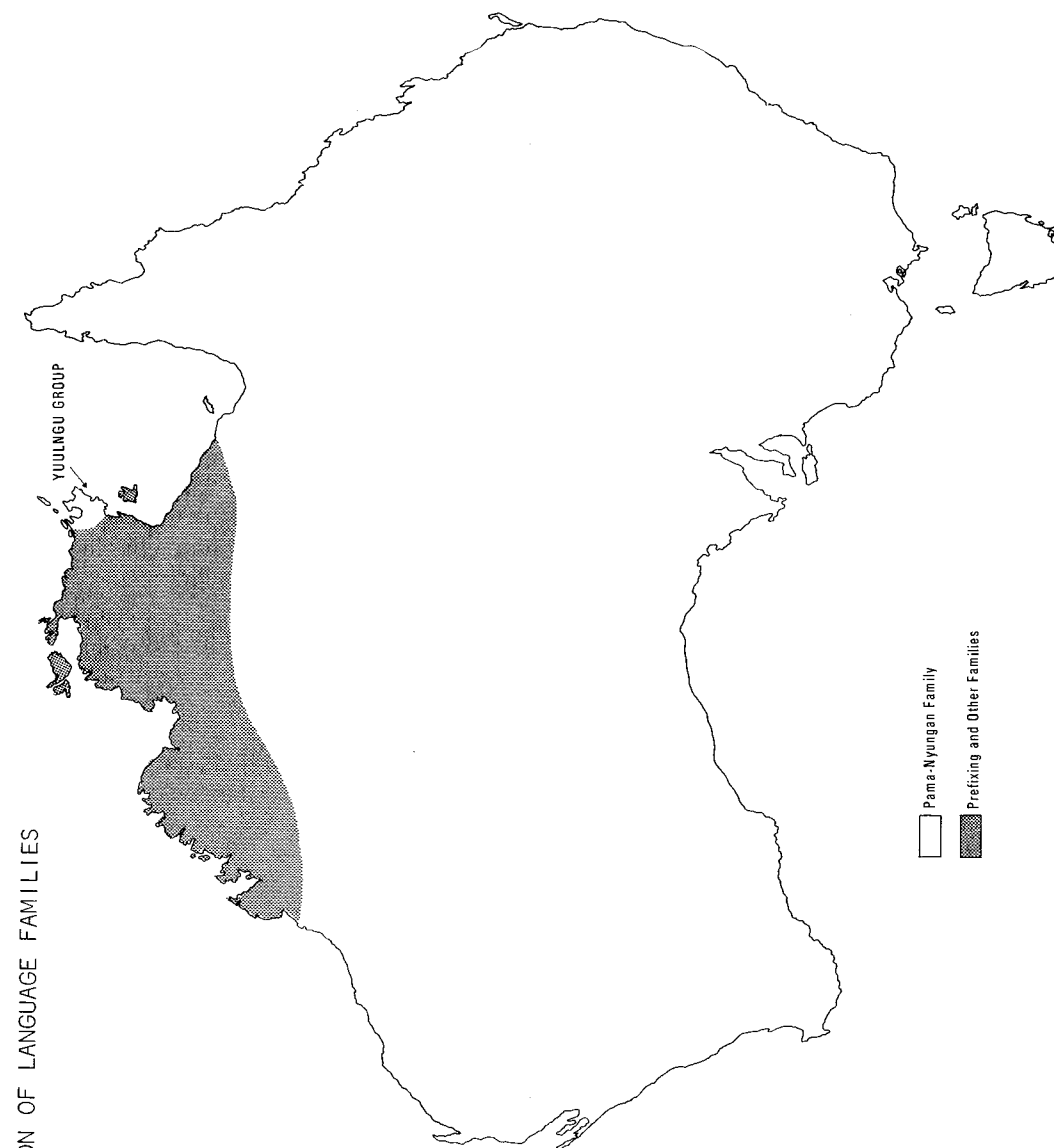 ON OF LANGUAGE FAMILIES
YUULNGU GROUP
Pama-Nyungan Family
Prefixing and Other Families